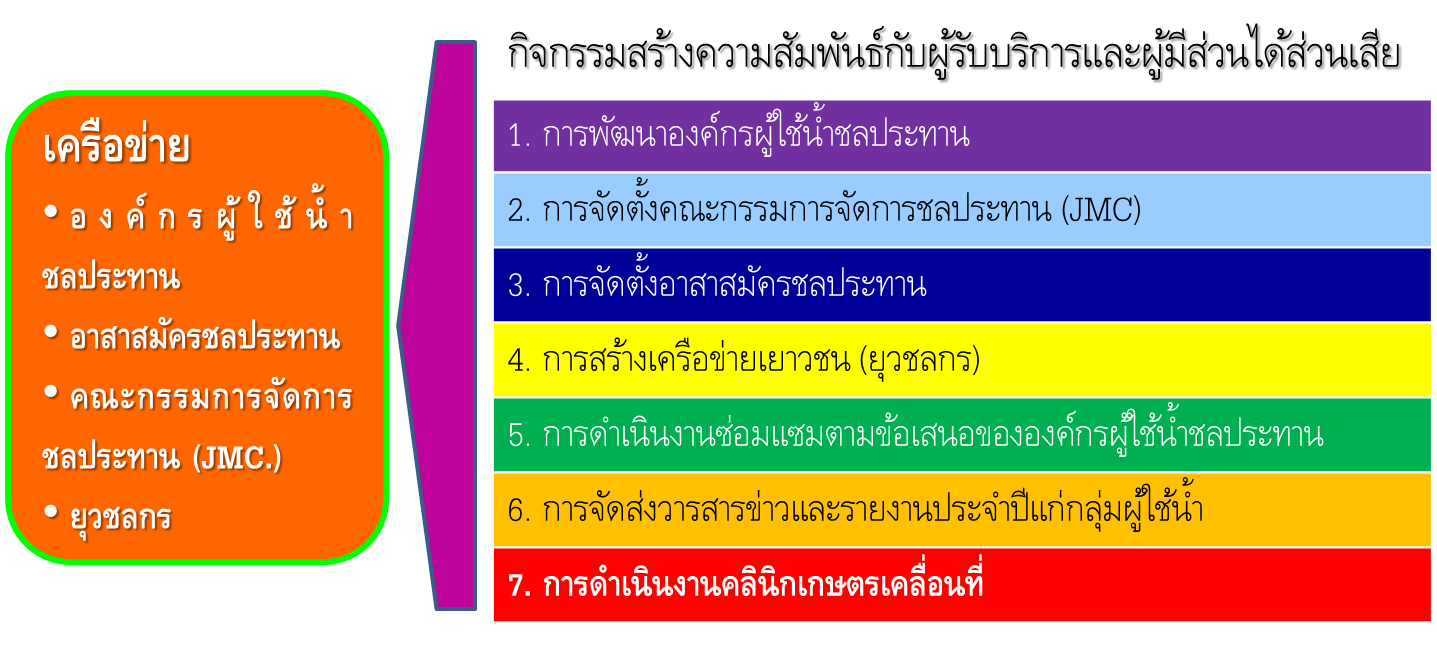 เครือข่าย
• องค์กรผู้ใช้น้ำ
ชลประทาน
• อาสาสมัครชลประทาน
• คณะกรรมการจัดการ
ชลประทาน (JMC.)
• ยุวชลกร
กิจกรรมสร้างความสัมพันธ์กับผู้รับบริการและผู้มีส่วนได้ส่วนเสีย
1. การพัฒนาองค์กรผู้ใช้น้ำชลประทาน
2. การจัดตั้งคณะกรรมการจัดการชลประทาน (JMC)
3. การจัดตั้งอาสาสมัครชลประทาน
4. การสร้างเครือข่ายเยาวชน (ยุวชลกร)
5. การดำเนินงานซ่อมแซมตามข้อเสนอขององค์กรผู้ใช้น้ำชลประทาน
6. การจัดส่งวารสารข่าวและรายงานประจำปีแก่กลุ่มผู้ใช้น้ำ
7. การดำเนินงานคลินิกเกษตรเคลื่อนที่